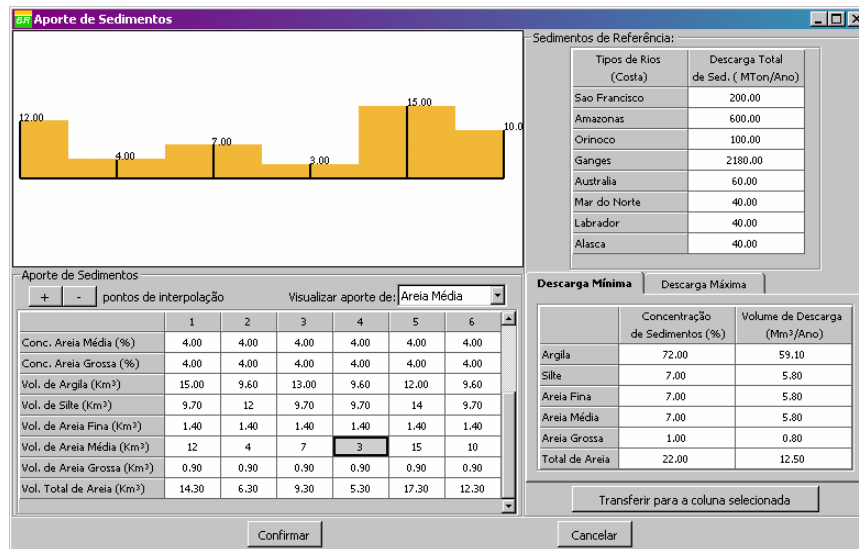 GR Aporte de Sedimentos
12.00
4.00
7.00
3.00
15.00
10.0
Sedimentos de Referência:
Tipos de Rios (Costa) Descarga Total de Sed. ( MTon/Ano)
Sao Francisco 200.00
Amazonas 600.00
Orinoco 100.00
Ganges 2180.00
Australia 60.00
Mar do Norte 40.00
Labrador 40.00
Alasca 40.00
Aporte de Sedimentos
+ - pontos de interpolação Visualizar aporte de: Areia Média
1 2 3 4 5 6
Conc. Areia Média (%) 4.00 4.00 4.00 4.00 4.00 4.00
Conc. Areia Grossa (%) 4.00 4.00 4.00 4.00 4.00 4.00
Vol. de Argila (Km³) 15.00 9.60 13.00 9.60 12.00 9.60
Vol. de Silte (Km³) 9.70 12 9.70 9.70 14 9.70
Vol. de Areia Fina (Km³) 1.40 1.40 1.40 1.40 1.40 1.40
Vol. de Areia Média (Km³) 12 4 7 3 15 10
Vol. de Areia Grossa (Km³) 0.90 0.90 0.90 0.90 0.90 0.90
Vol. Total de Areia (Km³) 14.30 6.30 9.30 5.30 17.30 12.30
Descarga Mínima Descarga Máxima
Concentração de Sedimentos (%) Volume de Descarga (Mm³/Ano)
Argila 72.00 59.10
Silte 7.00 5.80
Areia Fina 7.00 5.80
Areia Média 7.00 5.80
Areia Grossa 1.00 0.80
Total de Areia 22.00 12.50
Transferir para a coluna selecionada
Confirmar Cancelar